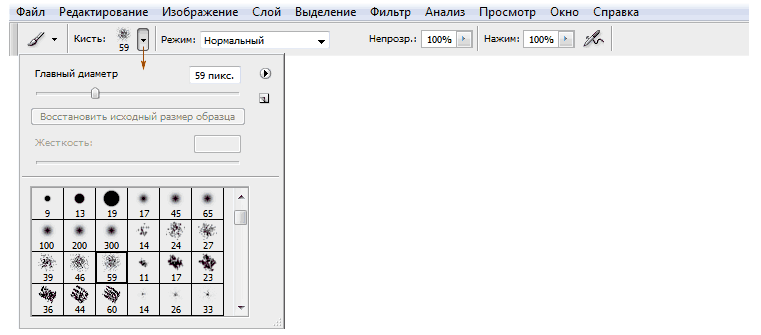 Файл Редактирование Изображение Слой Выделение Фильтр Анализ Просмотр Окно Справка
Кисть: 59 Режим: Нормальный Непрозр.: 100% Нажим: 100%
Главный диаметр 59 пикс.
Восстановить исходный размер образца
Жесткость:
9 13 19 17 45 65
100 200 300 14 24 27
39 46 59 11 17 23
36 44 60 14 26 33